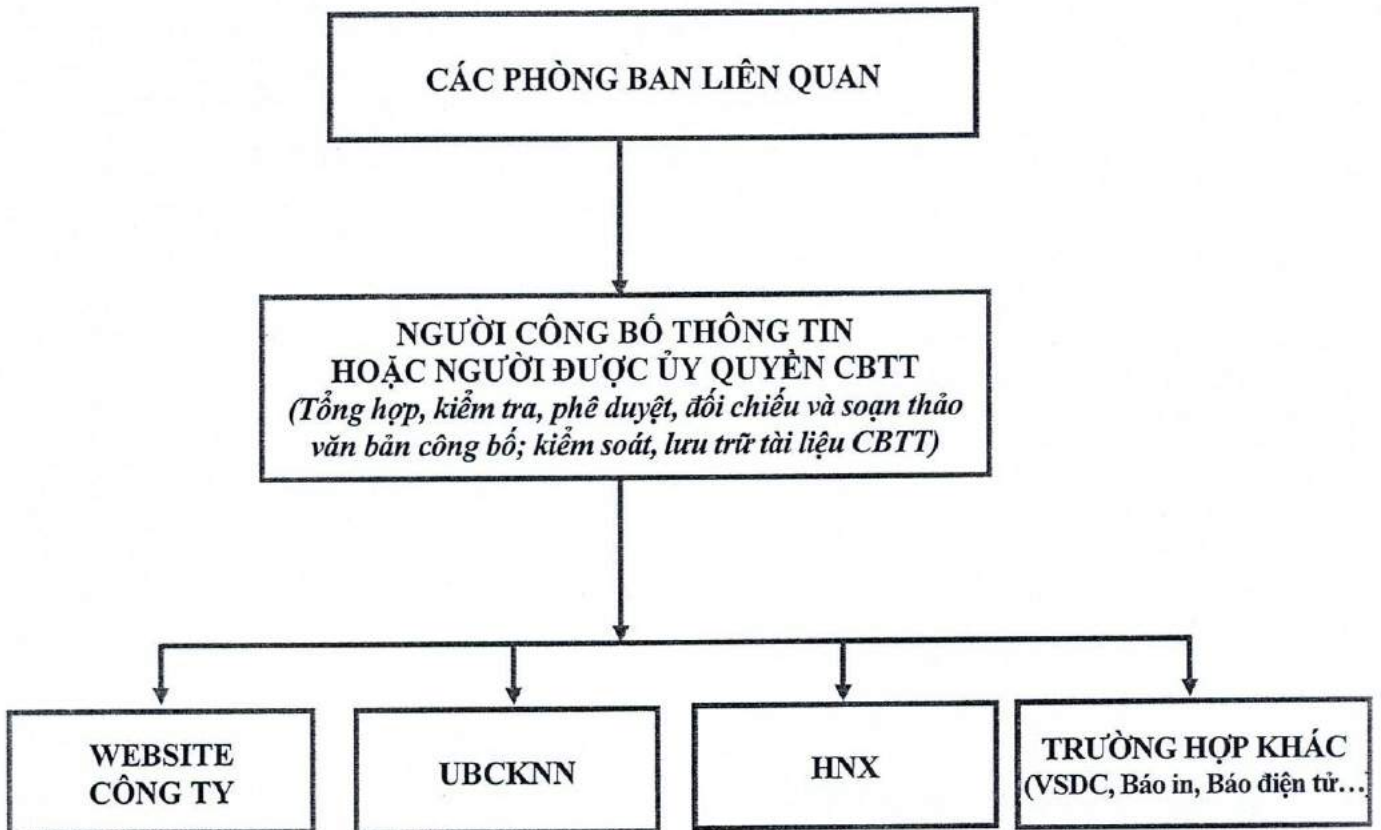 CÁC PHÒNG BAN LIÊN QUAN
NGƯỜI CÔNG BỐ THÔNG TIN
HOẶC NGƯỜI ĐƯỢC ỦY QUYỀN CBTT
(Tổng hợp, kiểm tra, phê duyệt, đối chiếu và soạn thảo
văn bản công bố; kiểm soát, lưu trữ tài liệu CBTT)
WEBSITE
CÔNG TY
UBCKNN
HNX
TRƯỜNG HỢP KHÁC
(VSDC, Báo in, Báo điện tử…